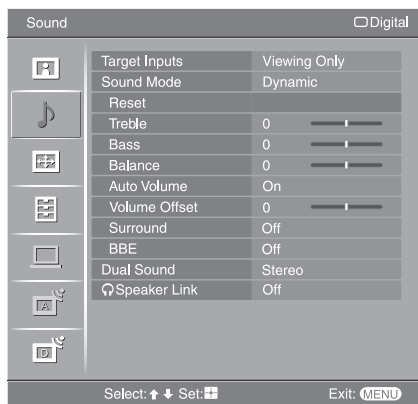 Sound Digital
Target Inputs Viewing Only
Sound Mode Dynamic
Reset
Treble 0
Bass 0
Balance 0
Auto Volume On
Volume Offset 0
Surround Off
BBE Off
Dual Sound Stereo
Speaker Link Off
A
D
Select: Set: Exit: MENU